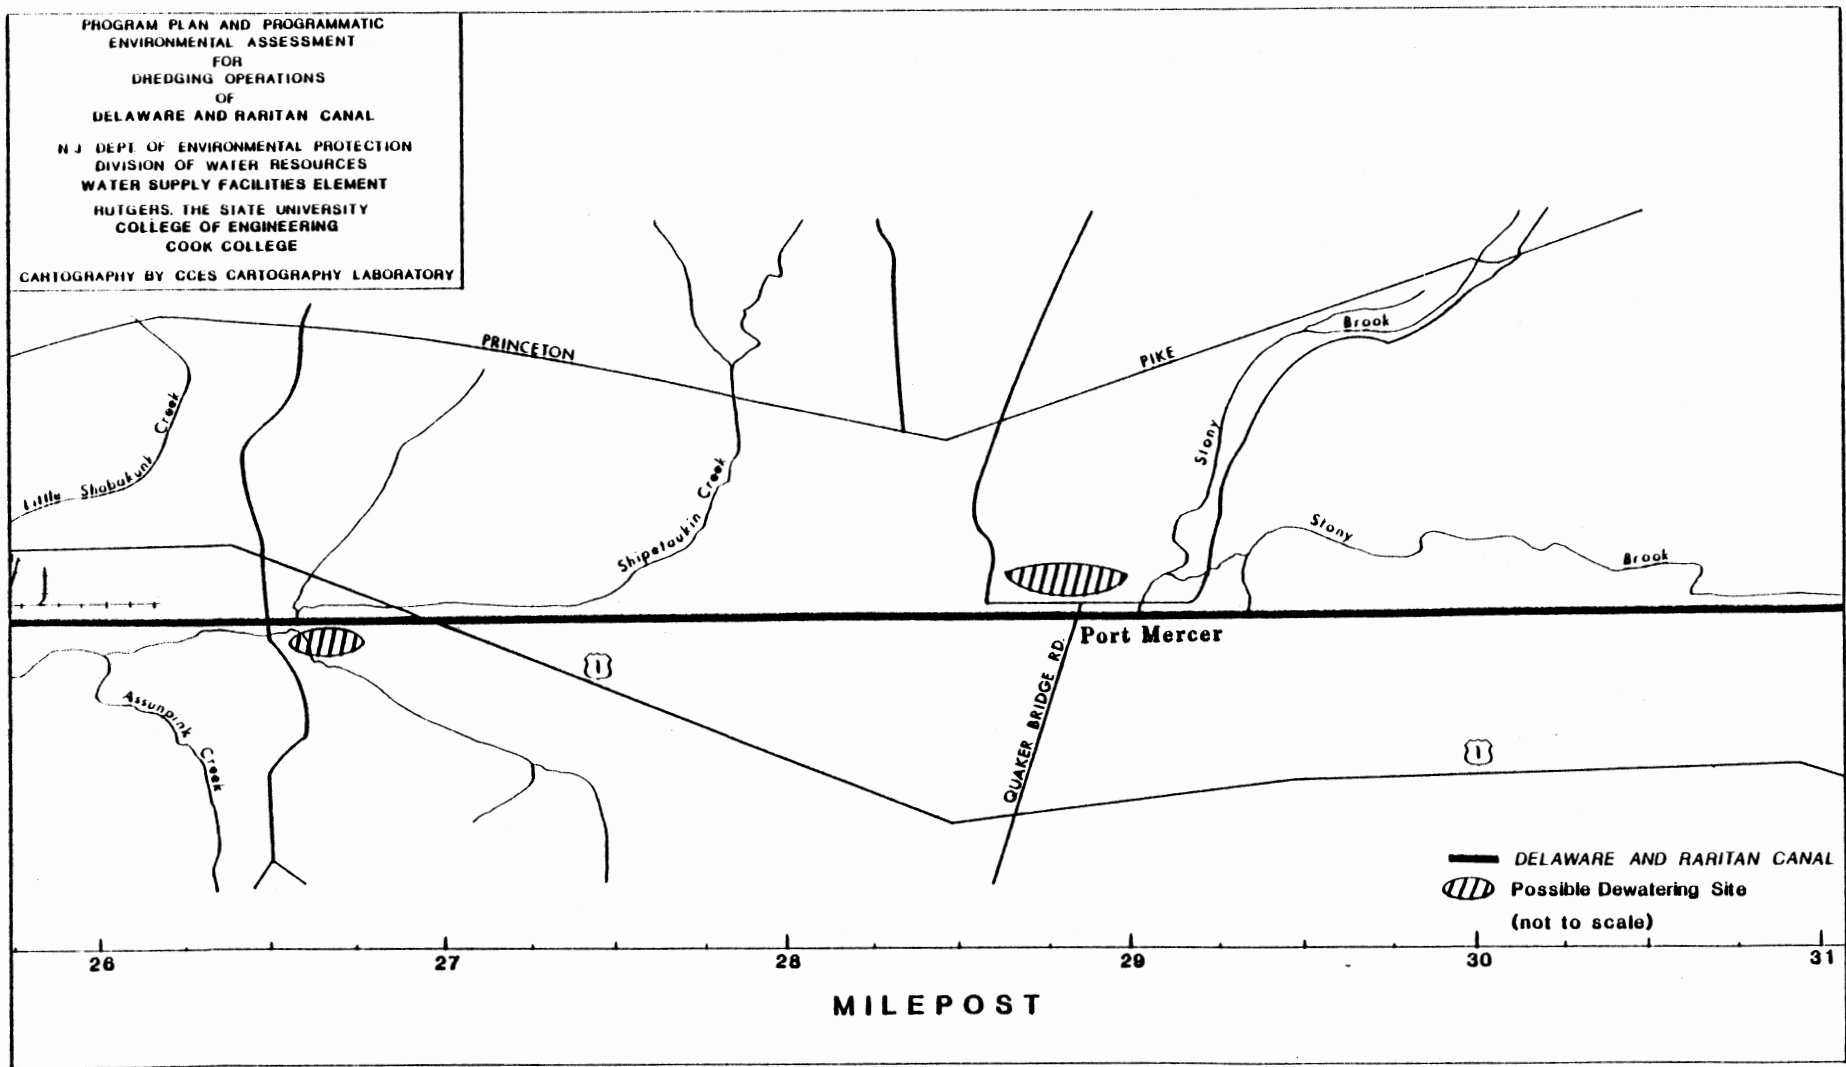 PROGRAM PLAN AND PROGRAMMATIC
ENVIRONMENTAL ASSESSMENT
FOR
DREDGING OPERATIONS
OF
DELAWARE AND RARITAN CANAL
N J DEPT. OF ENVIRONMENTAL PROTECTION
DIVISION OF WATER RESOURCES
WATER SUPPLY FACILITIES ELEMENT
RUTGERS, THE STATE UNIVERSITY
COLLEGE OF ENGINEERING
COOK COLLEGE
CARTOGRAPHY BY CCES CARTOGRAPHY LABORATORY
PRINCETON
PIKE
Brook
Stony
Little Shabakunk Creek
Shipetaukin Creek
Stony
Brook
Port Mercer
1
QUAKER BRIDGE RD.
Assunpink Creek
1
DELAWARE AND RARITAN CANAL
Possible Dewatering Site
(not to scale)
26 27 28 29 30 31
MILEPOST